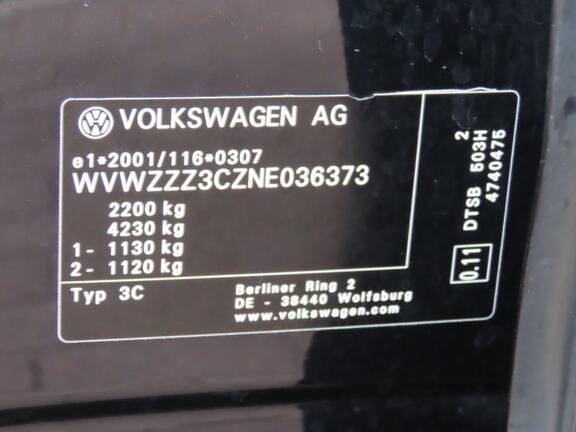 VOLKSWAGEN AG
e1*2001/116*0307
WVWZZZ3CZNE036373
2200 kg
4230 kg
1- 1130 kg
2- 1120 kg
Typ 3C
Berliner Ring 2
DE - 38440 Wolfsburg
www.volkswagen.com
0.11
DTSB 503H 2
4740475